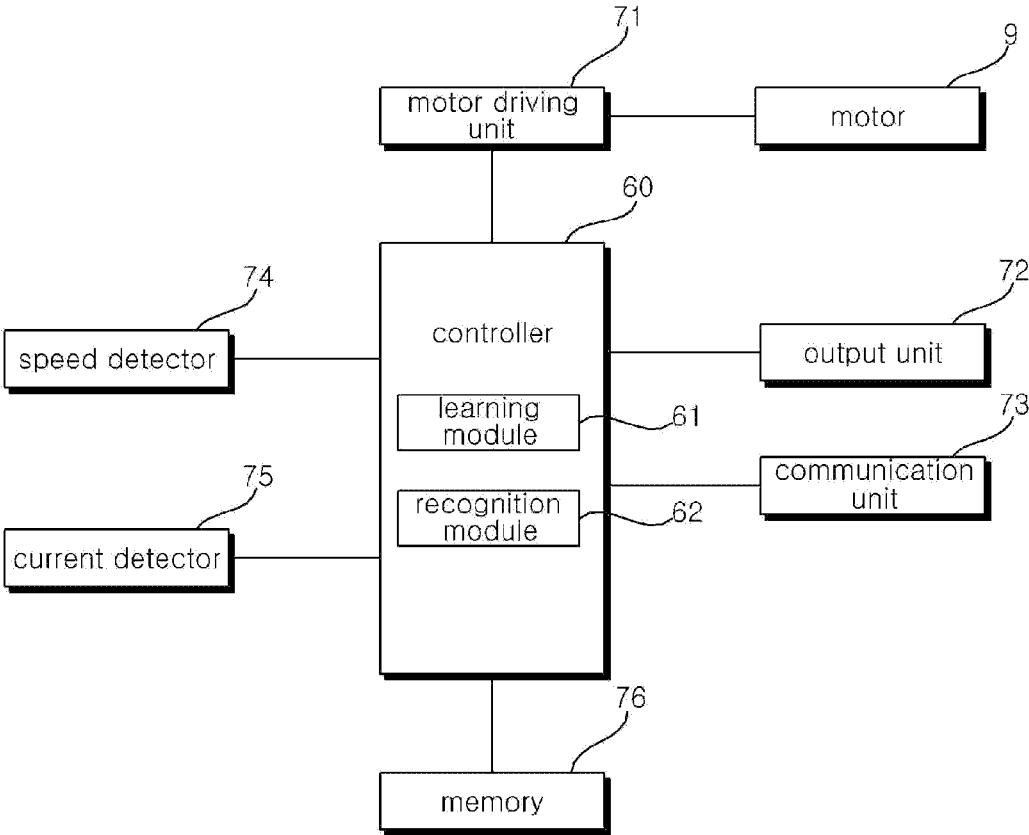 71
9
motor driving
unit
motor
60
74
72
controller
speed detector
output unit
learning
module
61
73
75
communication
unit
recognition
module
62
current detector
76
memory